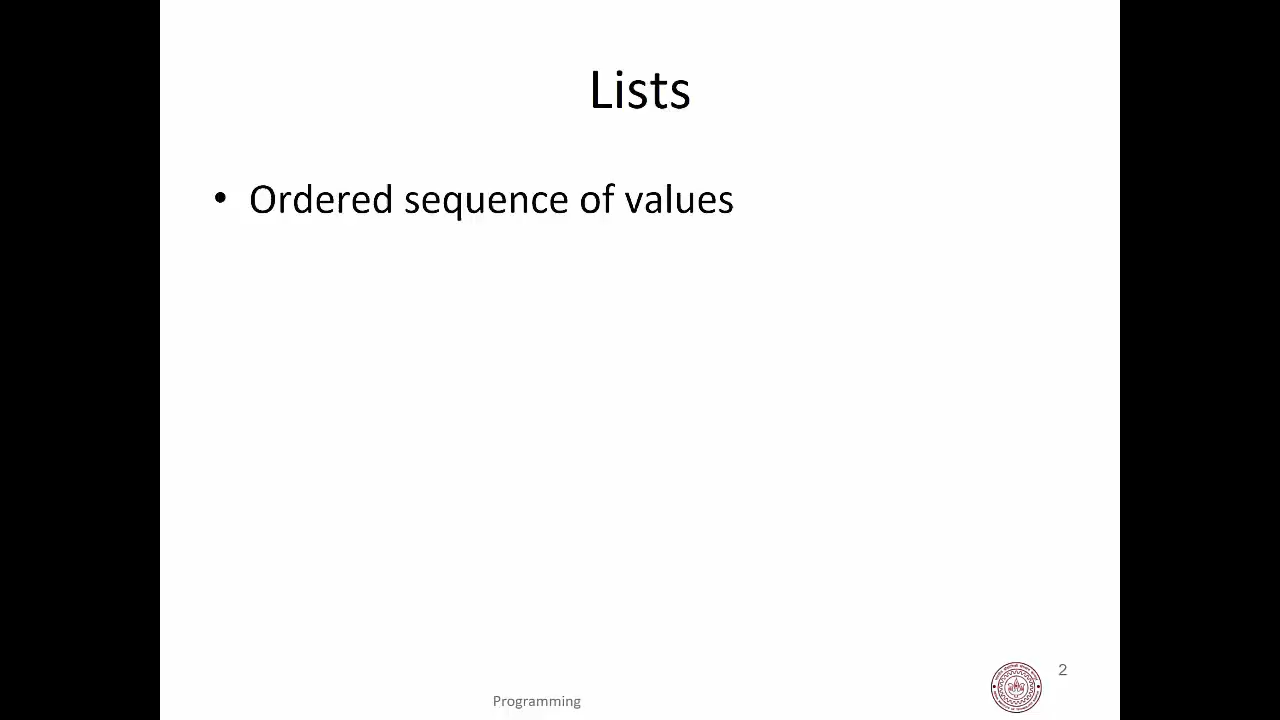 Lists
• Ordered sequence of values
2
Programming